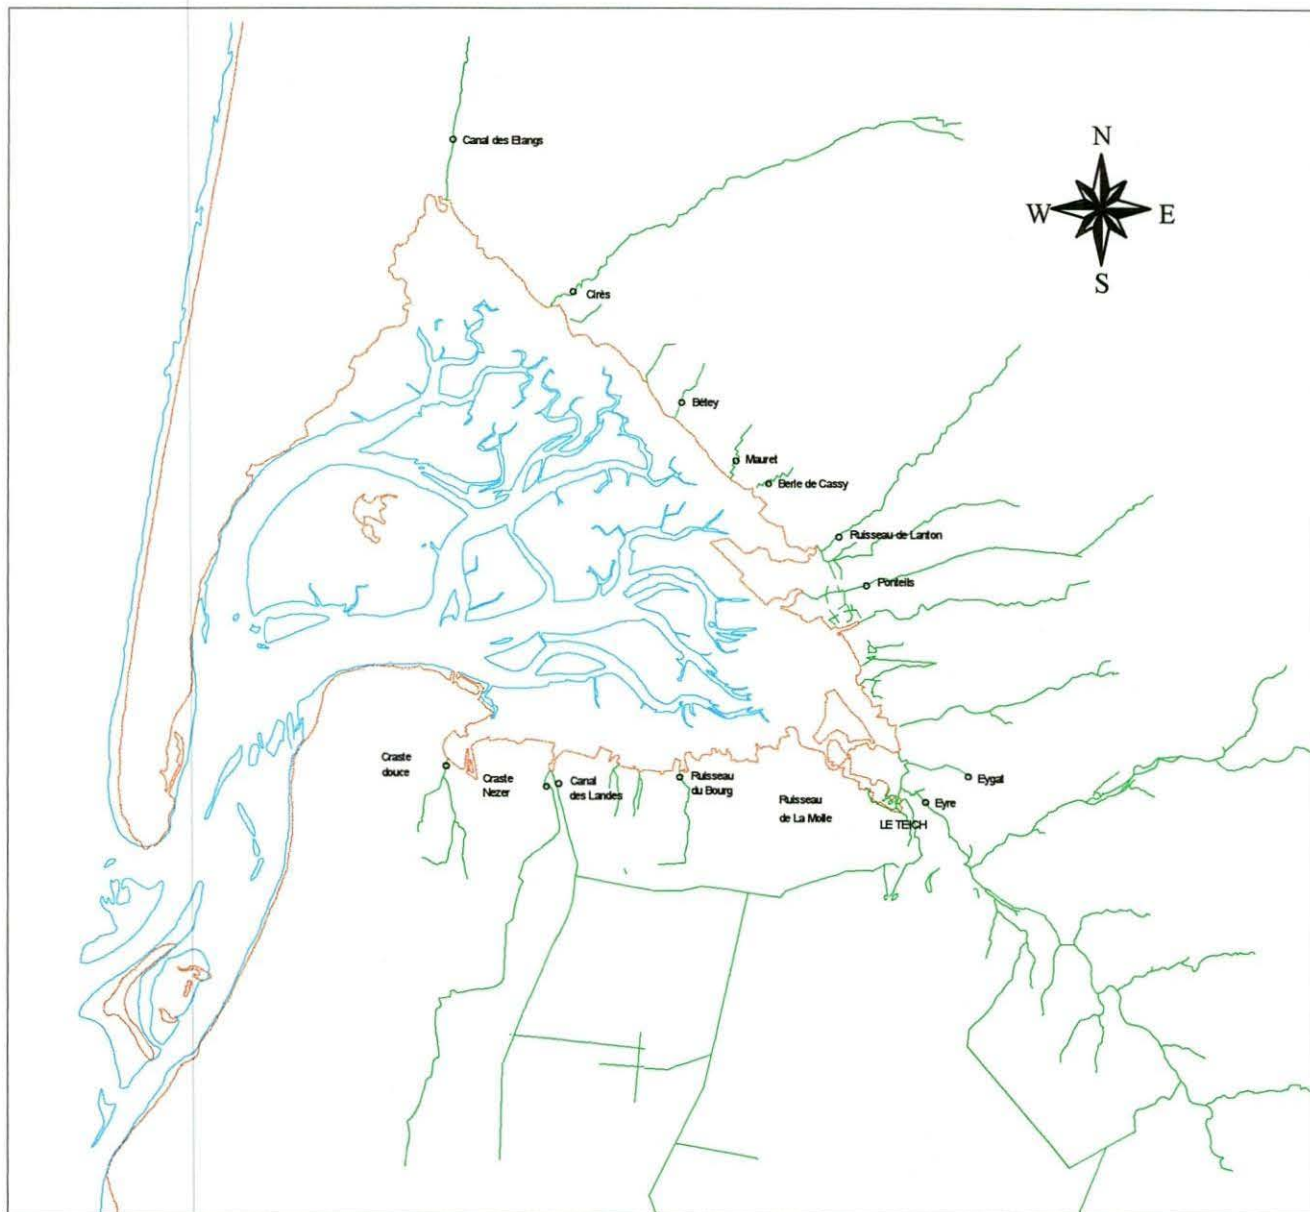 N
Canal des Etangs
W E
S
Cirès
Bétey
Mauret
Berle de Cassy
Ruisseau-de Lanton
Ponteils
Craste
douce
Craste
Nezer
Canal
des Landes
Ruisseau
du Bourg
Ruisseau
de La Molle
LE TEICH
Eyre
Eygat